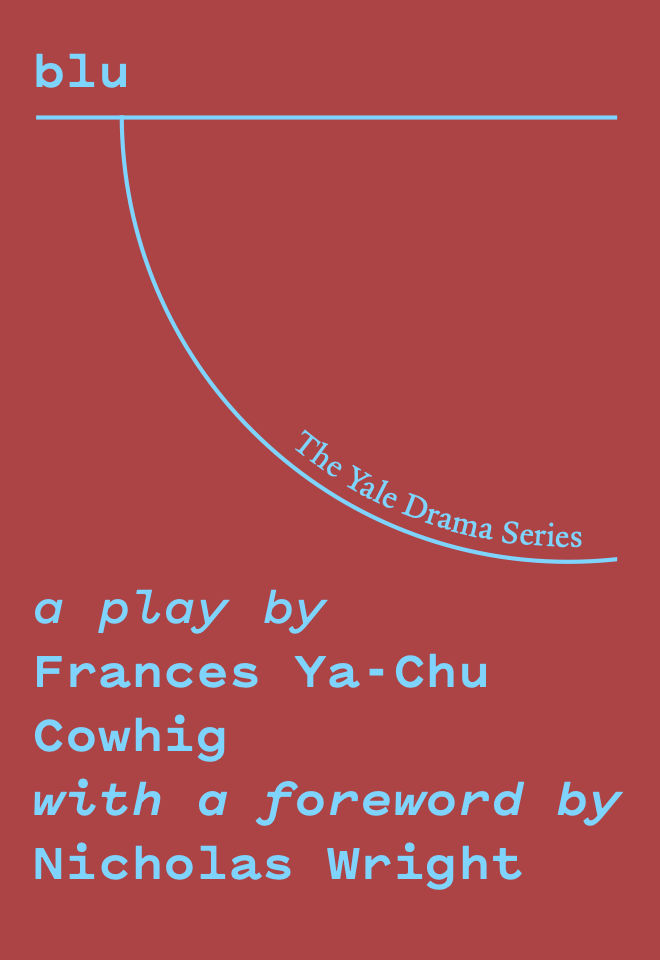 blu
The Yale Drama Series
a play by
Frances Ya-Chu
Cowhig
with a foreword by
Nicholas Wright